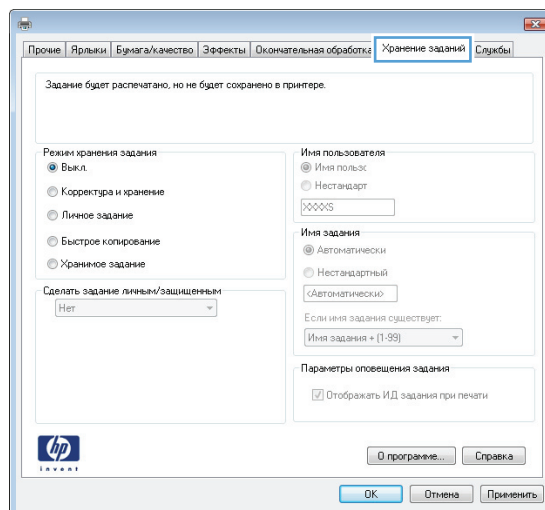 Прочие Ярлыки Бумага/качество Эффекты Окончательная обработка Хранение заданий Службы
Задание будет распечатано, но не будет сохранено в принтере.
Режим хранения задания
Выкл.
Корректура и хранение
Личное задание
Быстрое копирование
Хранимое задание
Сделать задание личным/защищенным
Нет
Имя пользователя
Имя польз
Нестандарт
XXXXS
Имя задания
Автоматически
Нестандартный
<Автоматически>
Если имя задания существует:
Имя задания + (1-99)
Параметры оповещения задания
Отображать ИД задания при печати
hp
invent
О программе... Справка
OK Отмена Применить